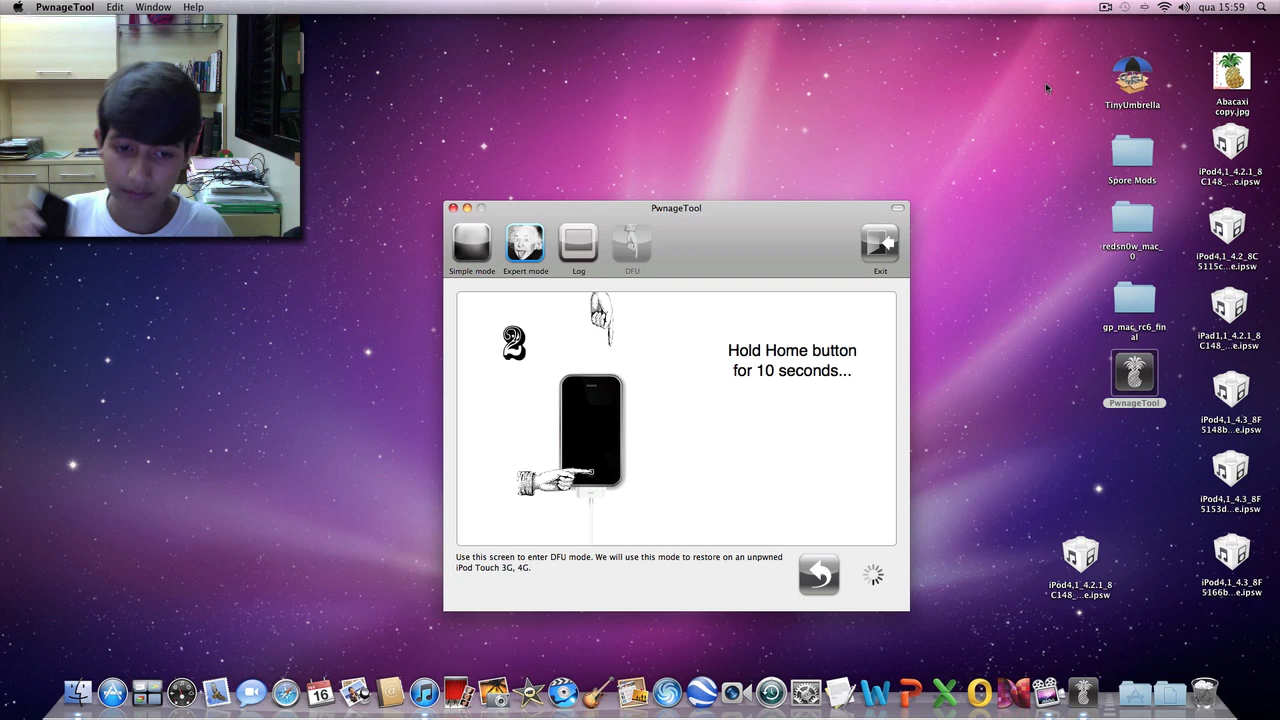 PwnageTool Edit Window Help
qua 15:59
TinyUmbrella
Abacaxi
copy.jpg
Spore Mods
iPod4,1_4.2.1_8
C148_...e.ipsw
redsn0w_mac_
0
iPod4,1_4.2_8C
5115c...e.ipsw
gp_mac_rc6_fin
al
iPad1,1_4.2.1_8
C148_...e.ipsw
PwnageTool
iPod4,1_4.3_8F
5148b...e.ipsw
iPod4,1_4.3_8F
5153d...e.ipsw
iPod4,1_4.2.1_8
C148_...e.ipsw
iPod4,1_4.3_8F
5166b...e.ipsw
PwnageTool
Simple mode
Expert mode
Log
DFU
Exit
2
Hold Home button
for 10 seconds...
Use this screen to enter DFU mode. We will use this mode to restore on an unpwned
iPod Touch 3G, 4G.
16